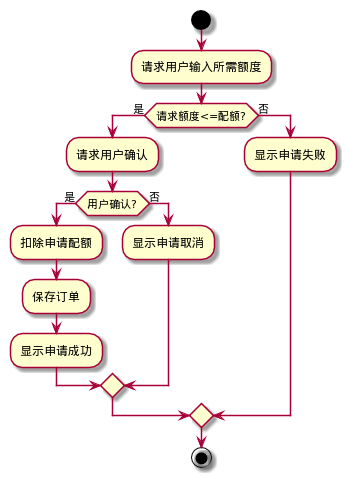 请求用户输入所需额度
请求额度<=配额?
是
否
请求用户确认
显示申请失败
用户确认?
是
否
扣除申请配额
显示申请取消
保存订单
显示申请成功